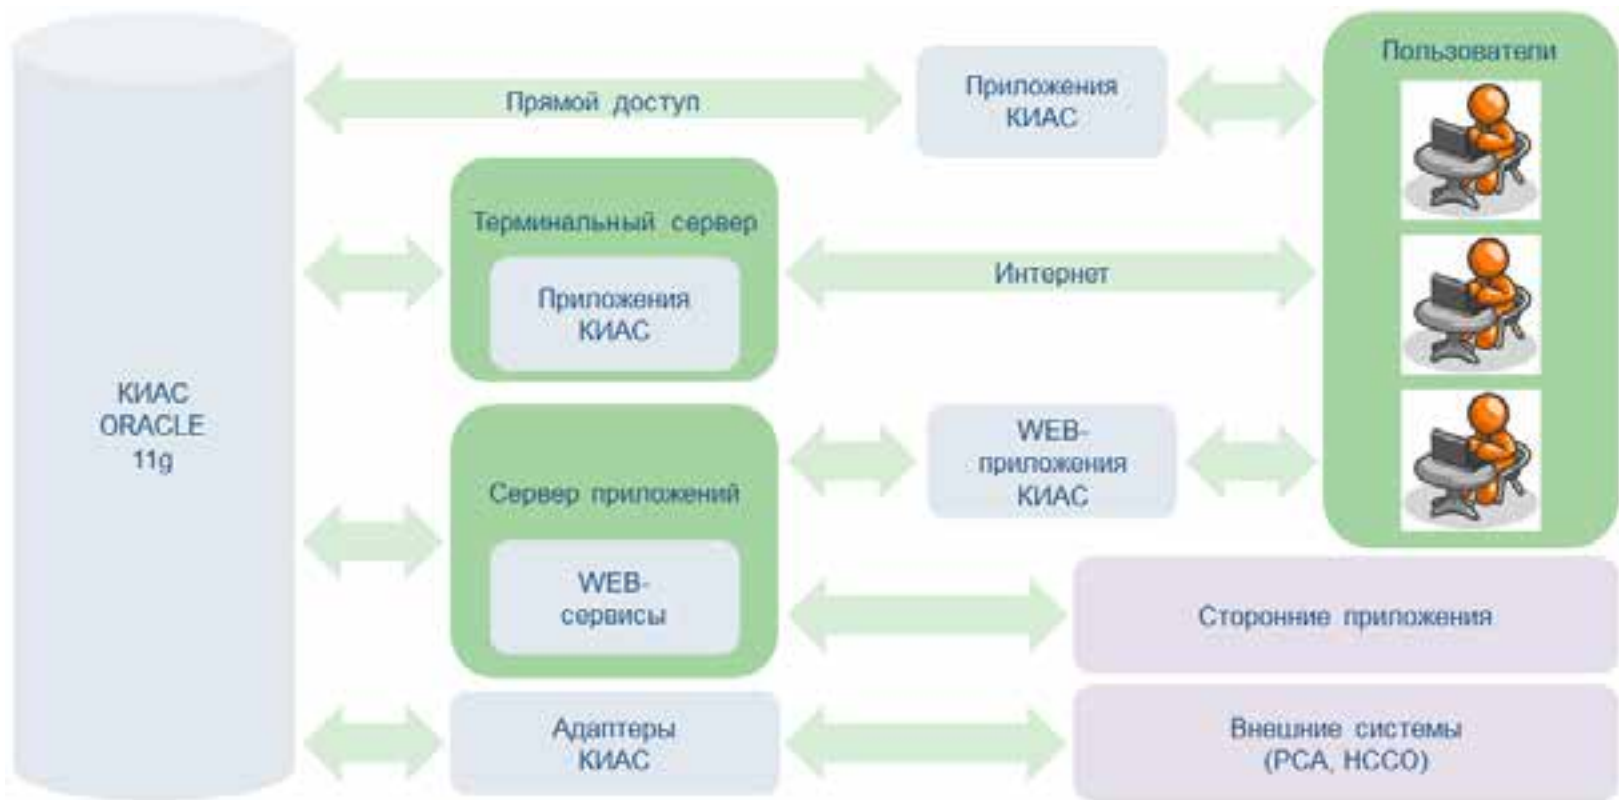 КИАС
ORACLE
11g
Прямой доступ
Приложения
КИАС
Пользователи
Терминальный сервер
Приложения
КИАС
Интернет
Сервер приложений
WEB-
сервисы
WEB-
приложения
КИАС
Сторонние приложения
Адаптеры
КИАС
Внешние системы
(РСА, НССО)